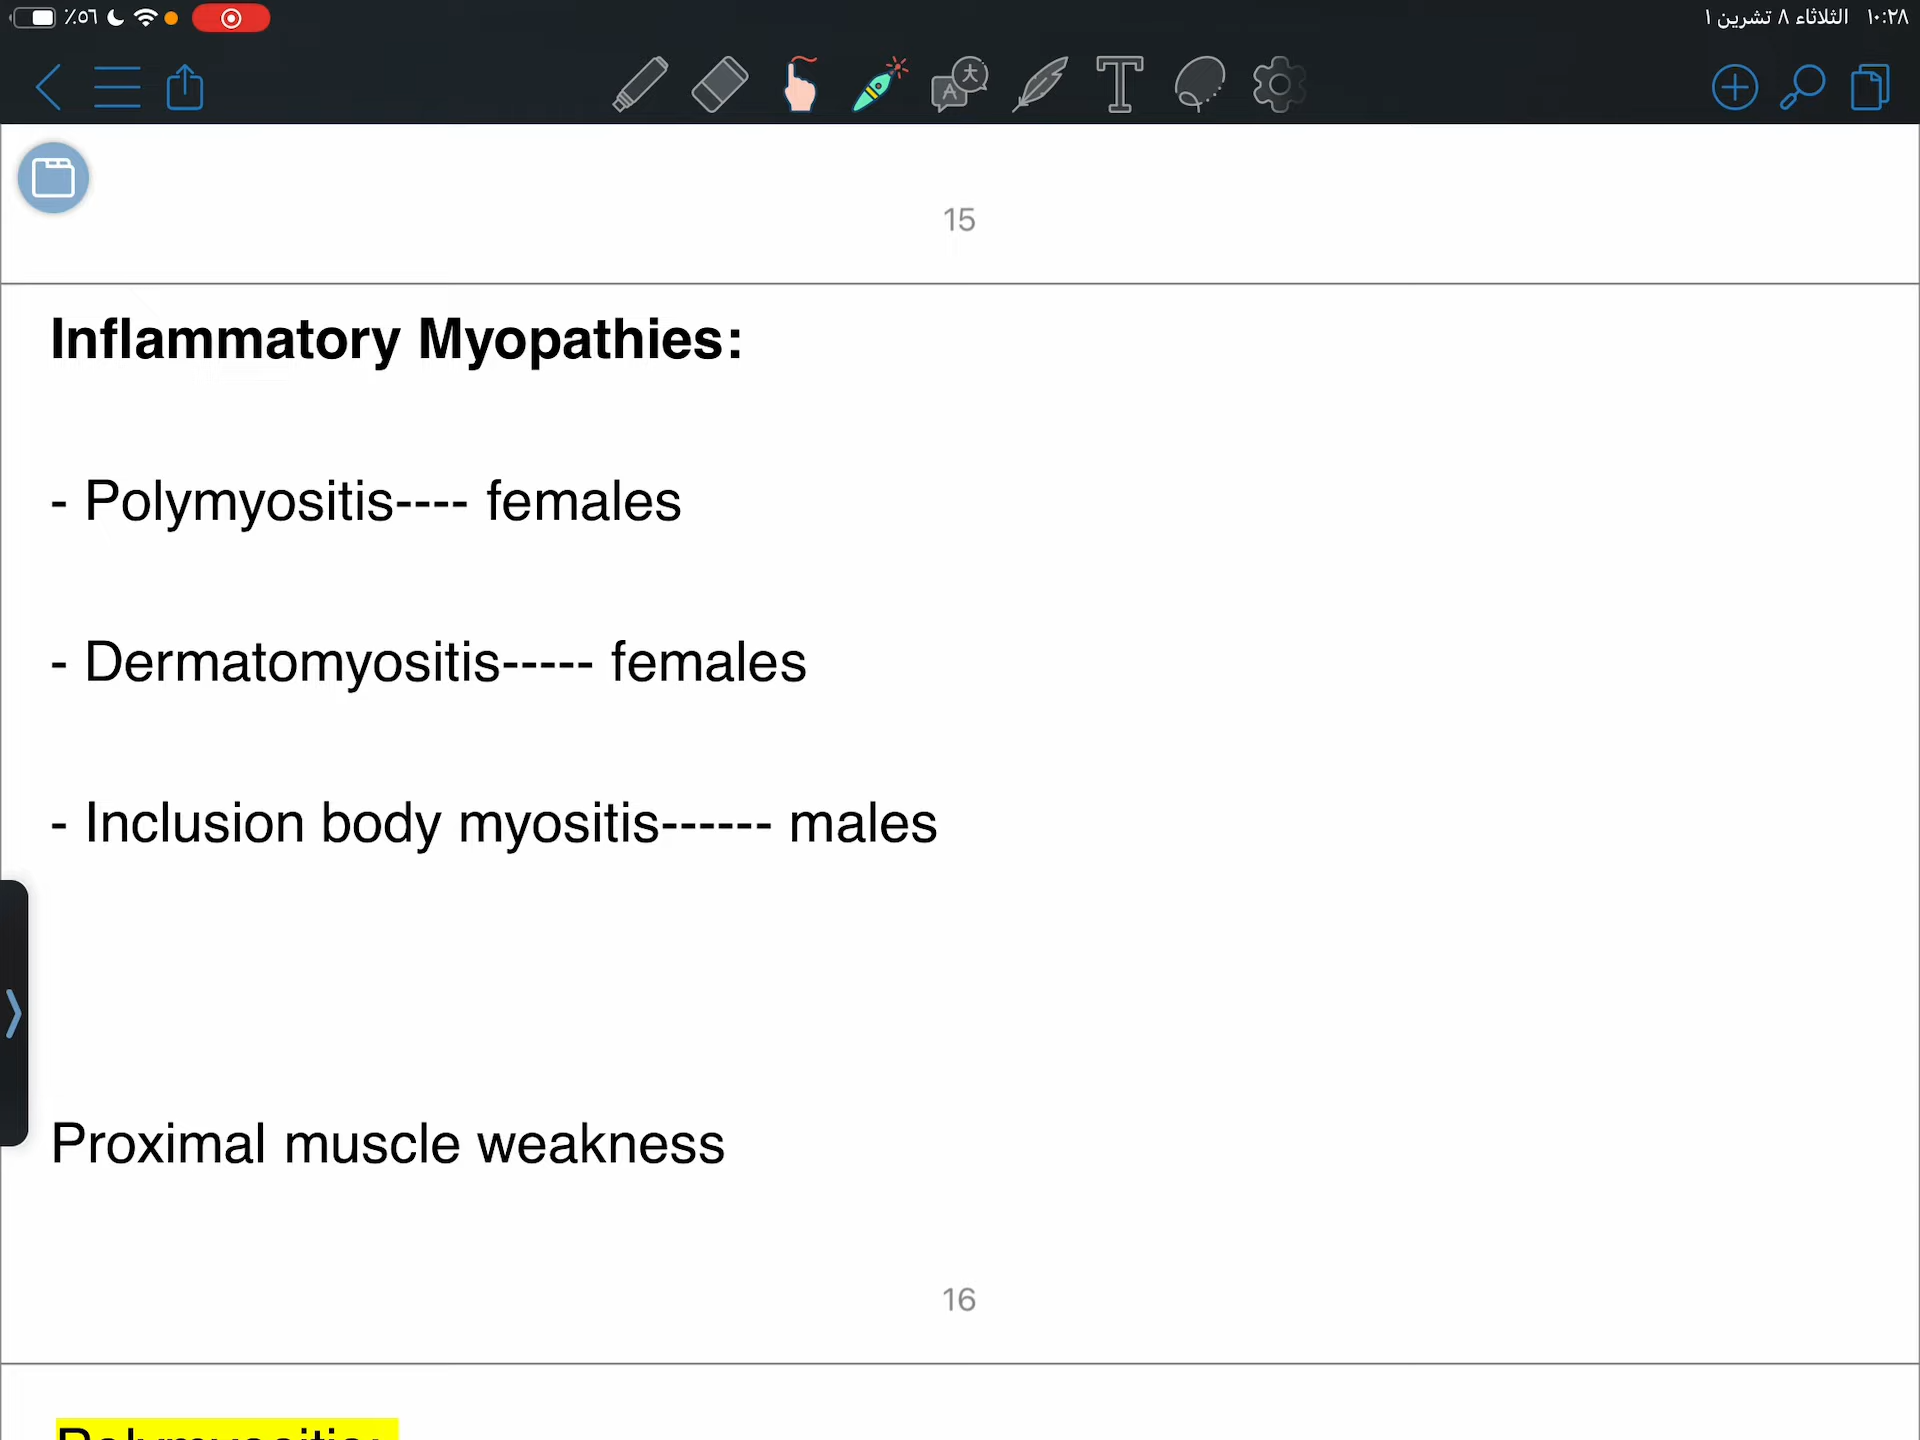 ٪٥٦
١٠:٢٨ الثلاثاء ٨ تشرين ١
15
Inflammatory Myopathies:
- Polymyositis---- females
- Dermatomyositis----- females
- Inclusion body myositis------ males
Proximal muscle weakness
16
Polymyositis: